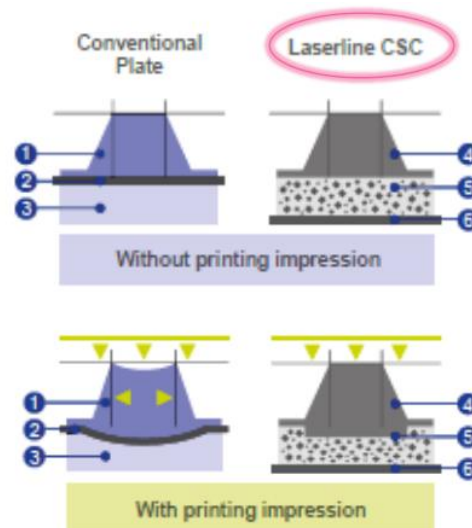 Conventional
Plate
Laserline CSC
1
2
3
4
5
6
Without printing impression
1
2
3
4
5
6
With printing impression